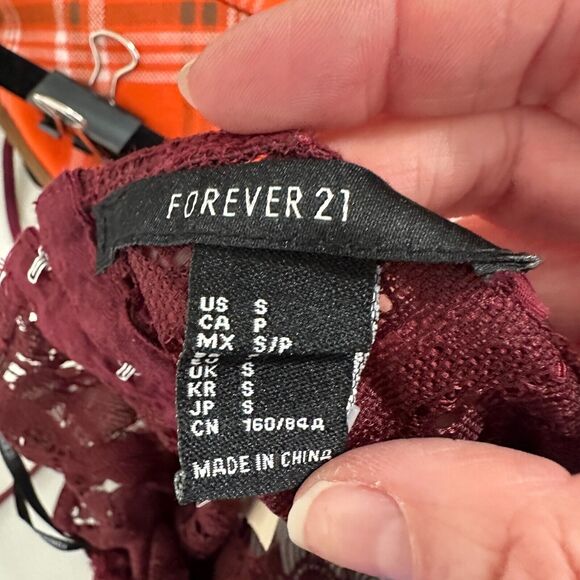 FOREVER 21
US S
CA P
MX S/P
UK S
KR S
JP S
CN 160/84A
MADE IN CHINA